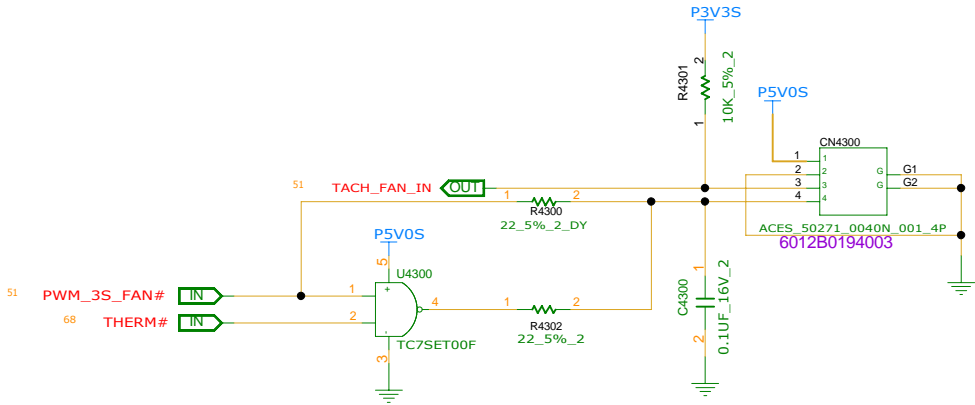 P3V3S
2
R4301
10K_5%_2
1
P5V0S
CN4300
1
1
2
2
3
3
4
4
G
G1
G
G2
ACES_50271_0040N_001_4P
6012B0194003
51
TACH_FAN_IN
OUT
1
2
R4300
22_5%_2_DY
P5V0S
5
U4300
51
PWM_3S_FAN#
IN
1
+
4
68
THERM#
IN
2
-
TC7SET00F
3
1
2
R4302
22_5%_2
1
C4300
0.1UF_16V_2
2